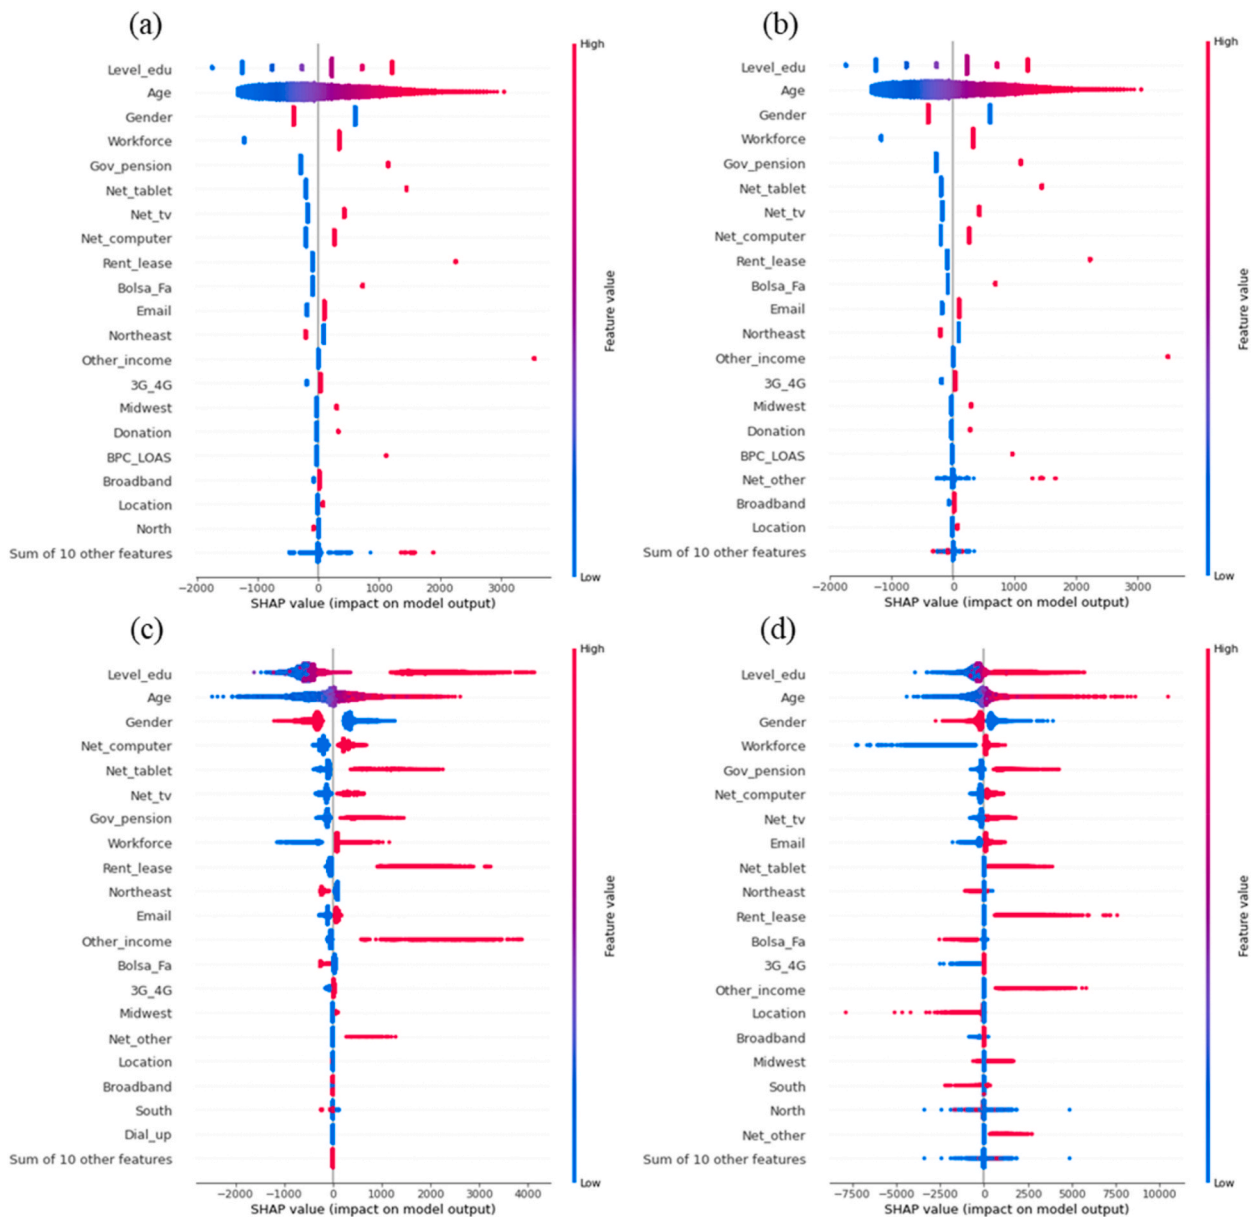 (a)
High
Level_edu
Age
Gender
Workforce
Gov_pension
Net_tablet
Net_tv
Net_computer
Rent_lease
Bolsa_Fa
Email
Northeast
Other_income
3G_4G
Midwest
Donation
BPC_LOAS
Broadband
Location
North
Sum of 10 other features
Feature value
Low
−2000 −1000 0 1000 2000 3000
SHAP value (impact on model output)
(b)
High
Level_edu
Age
Gender
Workforce
Gov_pension
Net_tablet
Net_tv
Net_computer
Rent_lease
Bolsa_Fa
Email
Northeast
Other_income
3G_4G
Midwest
Donation
BPC_LOAS
Net_other
Broadband
Location
Sum of 10 other features
Feature value
Low
−2000 −1000 0 1000 2000 3000
SHAP value (impact on model output)
(c)
High
Level_edu
Age
Gender
Net_computer
Net_tablet
Net_tv
Gov_pension
Workforce
Rent_lease
Northeast
Email
Other_income
Bolsa_Fa
3G_4G
Midwest
Net_other
Location
Broadband
South
Dial_up
Sum of 10 other features
Feature value
Low
−2000 −1000 0 1000 2000 3000 4000
SHAP value (impact on model output)
(d)
High
Level_edu
Age
Gender
Workforce
Gov_pension
Net_computer
Net_tv
Email
Net_tablet
Northeast
Rent_lease
Bolsa_Fa
3G_4G
Other_income
Location
Broadband
Midwest
South
North
Net_other
Sum of 10 other features
Feature value
Low
−7500 −5000 −2500 0 2500 5000 7500 10000
SHAP value (impact on model output)